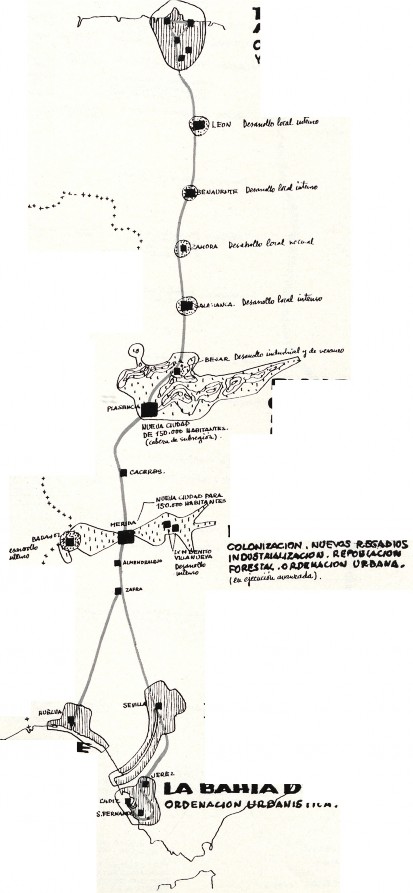 LEON Desarrollo local intenso
BENAVENTE Desarrollo local intenso
ZAMORA Desarrollo local normal
SALAMANCA. Desarrollo local intenso
BEJAR Desarrollo industrial y de veraneo
PLASENCIA
NUEVA CIUDAD
DE 150.000 HABITANTES.
(cabeza de subregión).
CACERES.
NUEVA CIUDAD PARA
150.000 HABITANTES
MERIDA
BADAJOZ
DON BENITO
VILLANUEVA
Desarrollo
intenso
ALMENDRALEJO
ZAFRA
COLONIZACION. NUEVOS REGADIOS
INDUSTRIALIZACION. REPOBLACION
FORESTAL. ORDENACION URBANA.
(en ejecución avanzada).
HUELVA
SEVILLA
E
JEREZ
LA BAHIA D
CADIZ
ORDENACION URBANISTICA.
S. FERNANDO